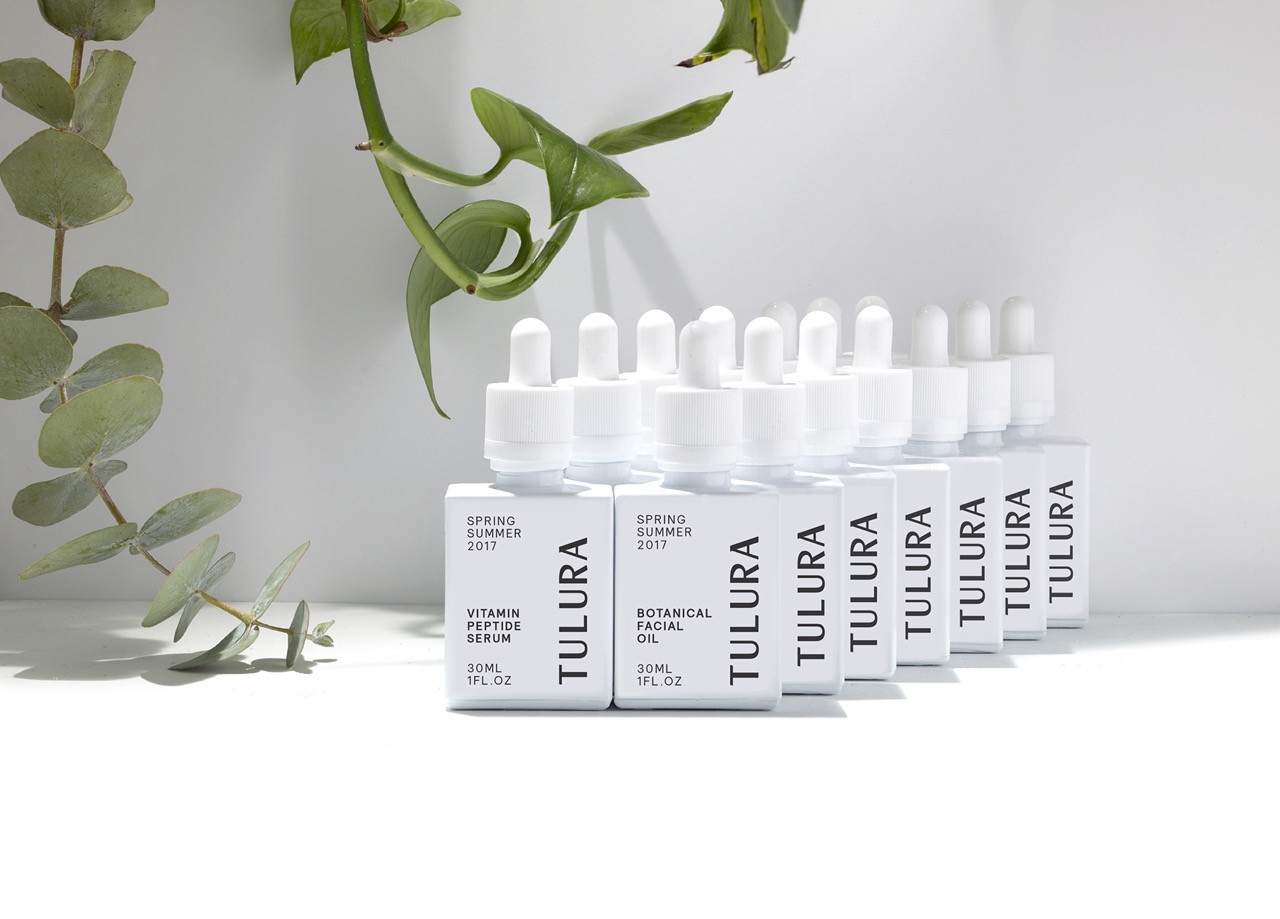 SPRING
SUMMER
2017
VITAMIN
PEPTIDE
SERUM
30ML
1FL.OZ
TULURA
SPRING
SUMMER
2017
BOTANICAL
FACIAL
OIL
30ML
1FL.OZ
TULURA
TULURA
TULURA
TULURA
TULURA
TULURA
TULURA